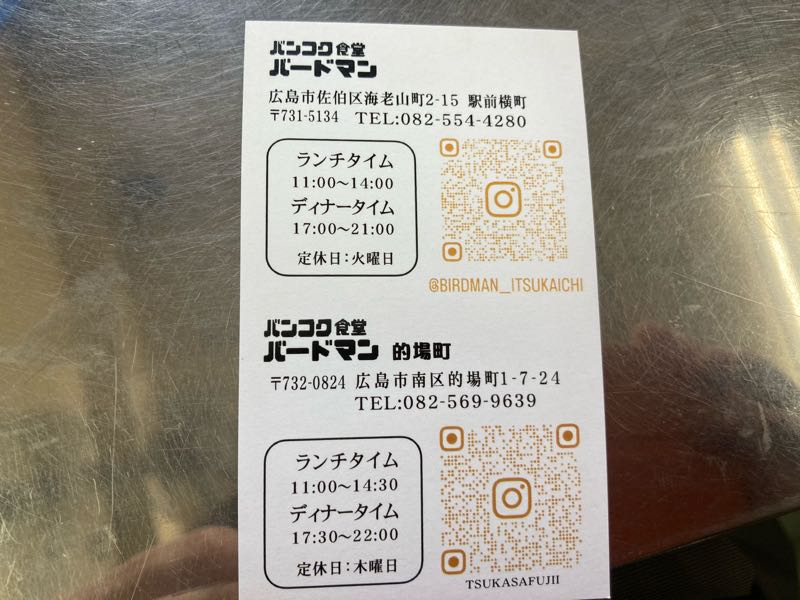 バンコク食堂
バードマン
広島市佐伯区海老山町2-15 駅前横町
〒731-5134 TEL:082-554-4280
ランチタイム
11:00〜14:00
ディナータイム
17:00〜21:00
定休日:火曜日
@BIRDMAN_ITSUKAICHI
バンコク食堂
バードマン 的場町
〒732-0824 広島市南区的場町1-7-24
TEL:082-569-9639
ランチタイム
11:00〜14:30
ディナータイム
17:30〜22:00
定休日:木曜日
TSUKASAFUJII